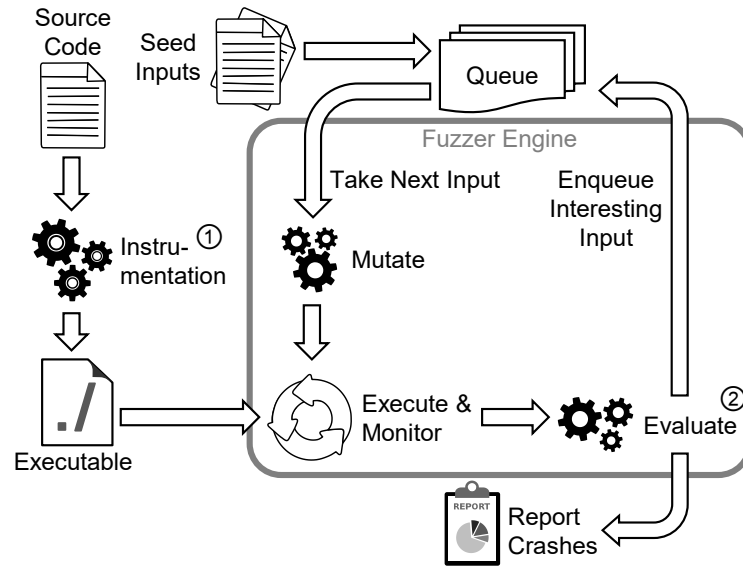 Source
Code
Seed
Inputs
Queue
Fuzzer Engine
Take Next Input
Enqueue
Interesting
Input
Instru-
mentation
①
Mutate
./
Executable
Execute &
Monitor
Evaluate
②
REPORT
Report
Crashes